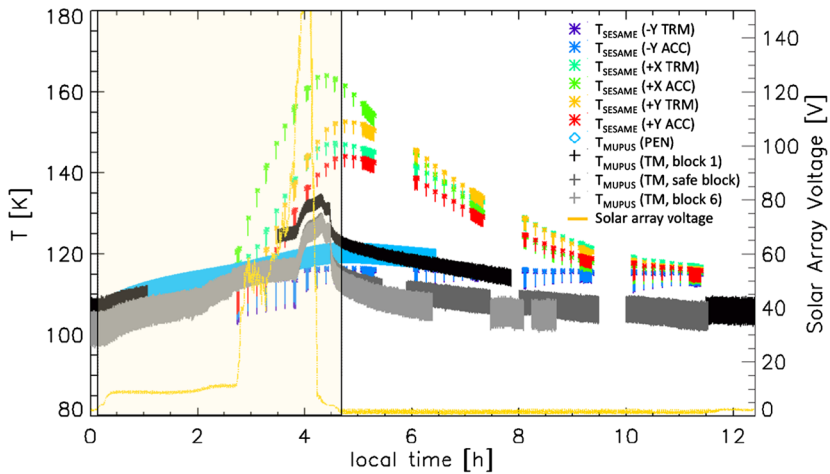 180
160
140
120
100
80
T [K]
0
2
4
6
8
10
12
local time [h]
140
120
100
80
60
40
20
0
Solar Array Voltage [V]
T_SESAME (-Y TRM)
T_SESAME (-Y ACC)
T_SESAME (+X TRM)
T_SESAME (+X ACC)
T_SESAME (+Y TRM)
T_SESAME (+Y ACC)
T_MUPUS (PEN)
T_MUPUS (TM, block 1)
T_MUPUS (TM, safe block)
T_MUPUS (TM, block 6)
Solar array voltage